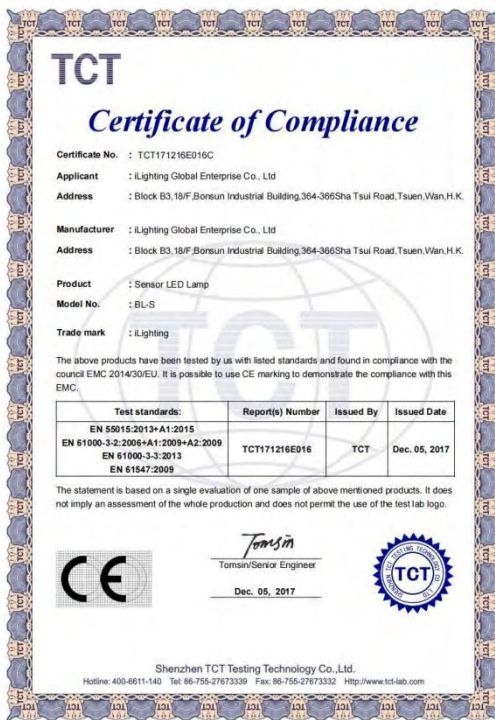 TCT
Certificate of Compliance
Certificate No. : TCT171216E016C
Applicant : iLighting Global Enterprise Co., Ltd
Address : Block B3,18/F,Bonsun Industrial Building,364-366Sha Tsui Road,Tsuen,Wan,H.K.
Manufacturer : iLighting Global Enterprise Co., Ltd
Address : Block B3,18/F,Bonsun Industrial Building,364-366Sha Tsui Road,Tsuen,Wan,H.K.
Product : Sensor LED Lamp
Model No. : BL-S
Trade mark : iLighting
The above products have been tested by us with listed standards and found in compliance with the
council EMC 2014/30/EU. It is possible to use CE marking to demonstrate the compliance with this
EMC.
Test standards: Report(s) Number Issued By Issued Date
EN 55015:2013+A1:2015
EN 61000-3-2:2006+A1:2009+A2:2009
EN 61000-3-3:2013
EN 61547:2009
TCT171216E016 TCT Dec. 05, 2017
The statement is based on a single evaluation of one sample of above mentioned products. It does
not imply an assessment of the whole production and does not permit the use of the test lab logo.
Tomsin
Tomsin/Senior Engineer
Dec. 05, 2017
CE
SHENZHEN TCT TESTING TECHNOLOGY CO., LTD
TCT
Shenzhen TCT Testing Technology Co.,Ltd.
Hotline: 400-6611-140 Tel: 86-755-27673339 Fax: 86-755-27673332 Http://www.tct-lab.com